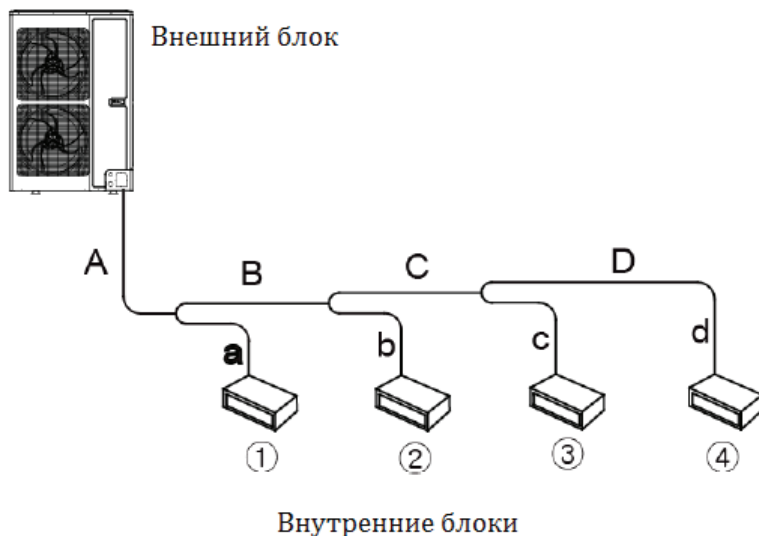 Внешний блок
A
B
C
D
a
b
c
d
① ② ③ ④
Внутренние блоки